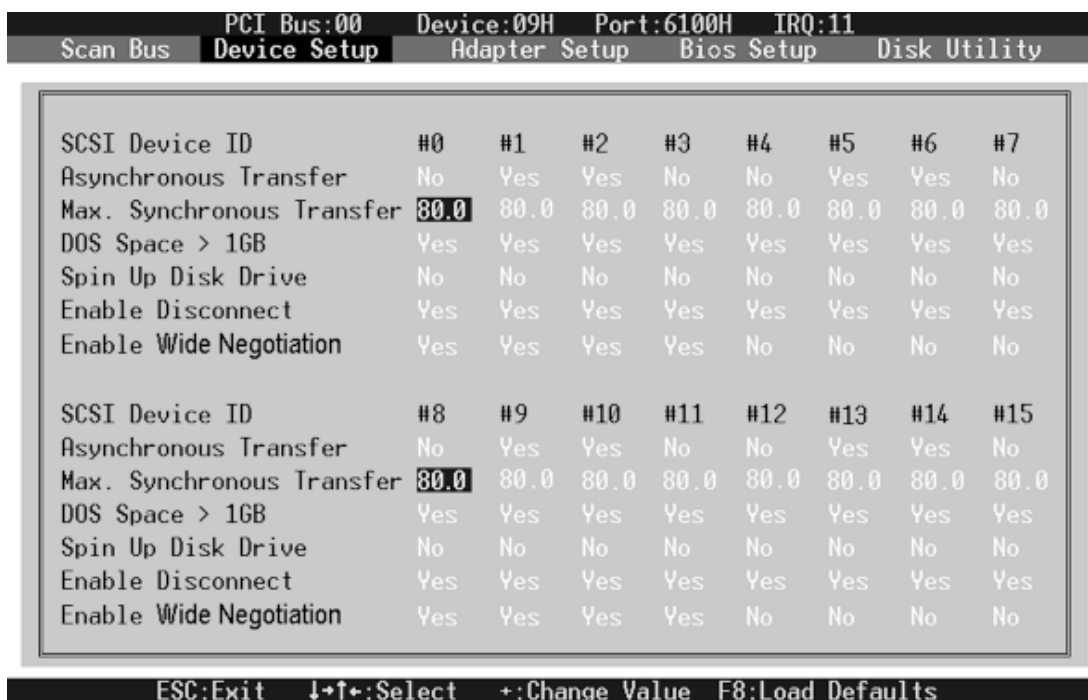 PCI Bus:00 Device:09H Port:6100H IRQ:11
Scan Bus Device Setup Adapter Setup Bios Setup Disk Utility
SCSI Device ID #0 #1 #2 #3 #4 #5 #6 #7
Asynchronous Transfer No Yes Yes No No Yes Yes No
Max. Synchronous Transfer 80.0 80.0 80.0 80.0 80.0 80.0 80.0 80.0
DOS Space > 1GB Yes Yes Yes Yes Yes Yes Yes Yes
Spin Up Disk Drive No No No No No No No No
Enable Disconnect Yes Yes Yes Yes Yes Yes Yes Yes
Enable Wide Negotiation Yes Yes Yes Yes No No No No
SCSI Device ID #8 #9 #10 #11 #12 #13 #14 #15
Asynchronous Transfer No Yes Yes No No Yes Yes No
Max. Synchronous Transfer 80.0 80.0 80.0 80.0 80.0 80.0 80.0 80.0
DOS Space > 1GB Yes Yes Yes Yes Yes Yes Yes Yes
Spin Up Disk Drive No No No No No No No No
Enable Disconnect Yes Yes Yes Yes Yes Yes Yes Yes
Enable Wide Negotiation Yes Yes Yes Yes No No No No
ESC:Exit ↓→↑←:Select +:Change Value F8:Load Defaults